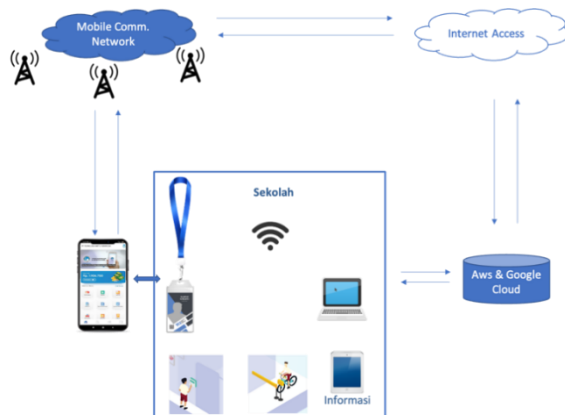 Mobile Comm.
Network
Internet Access
Sekolah
Aws & Google
Cloud
Informasi